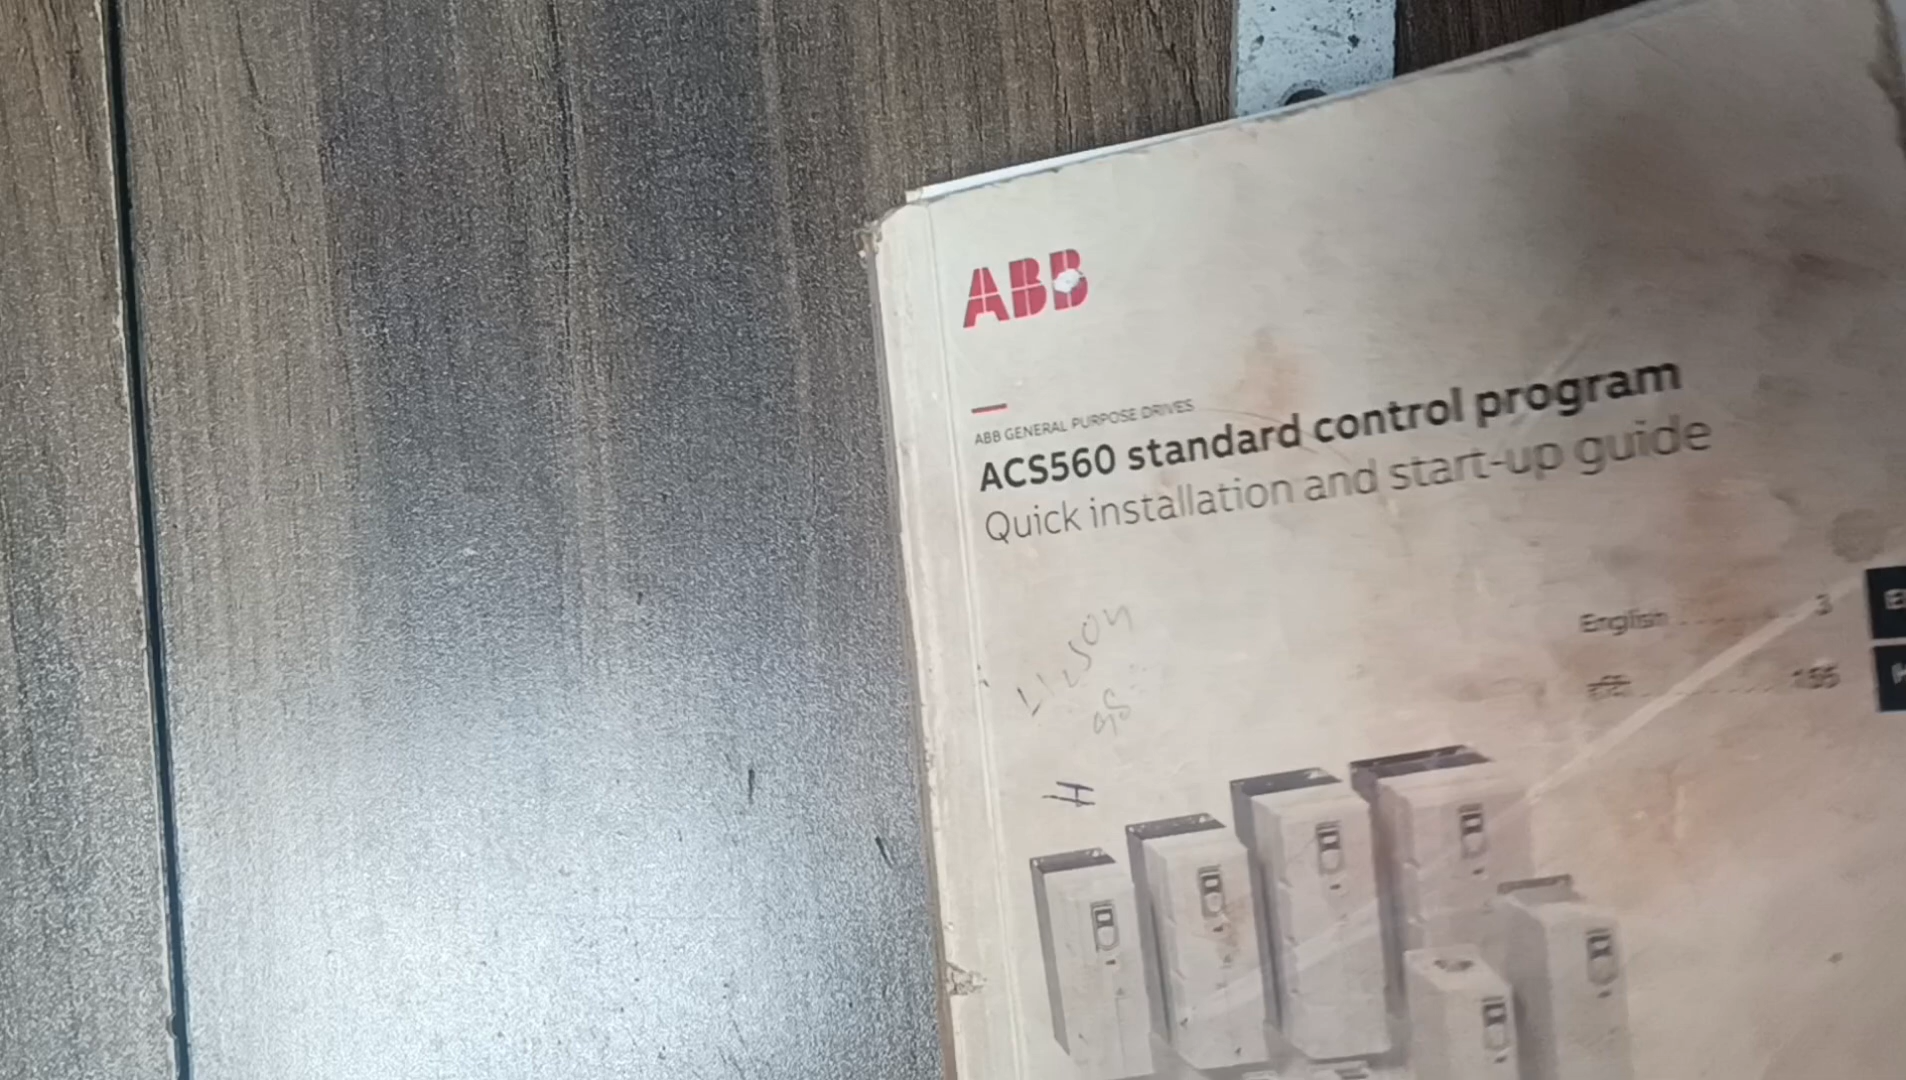 ABB
ABB GENERAL PURPOSE DRIVES
ACS560 standard control program
Quick installation and start-up guide
English 3
155
H